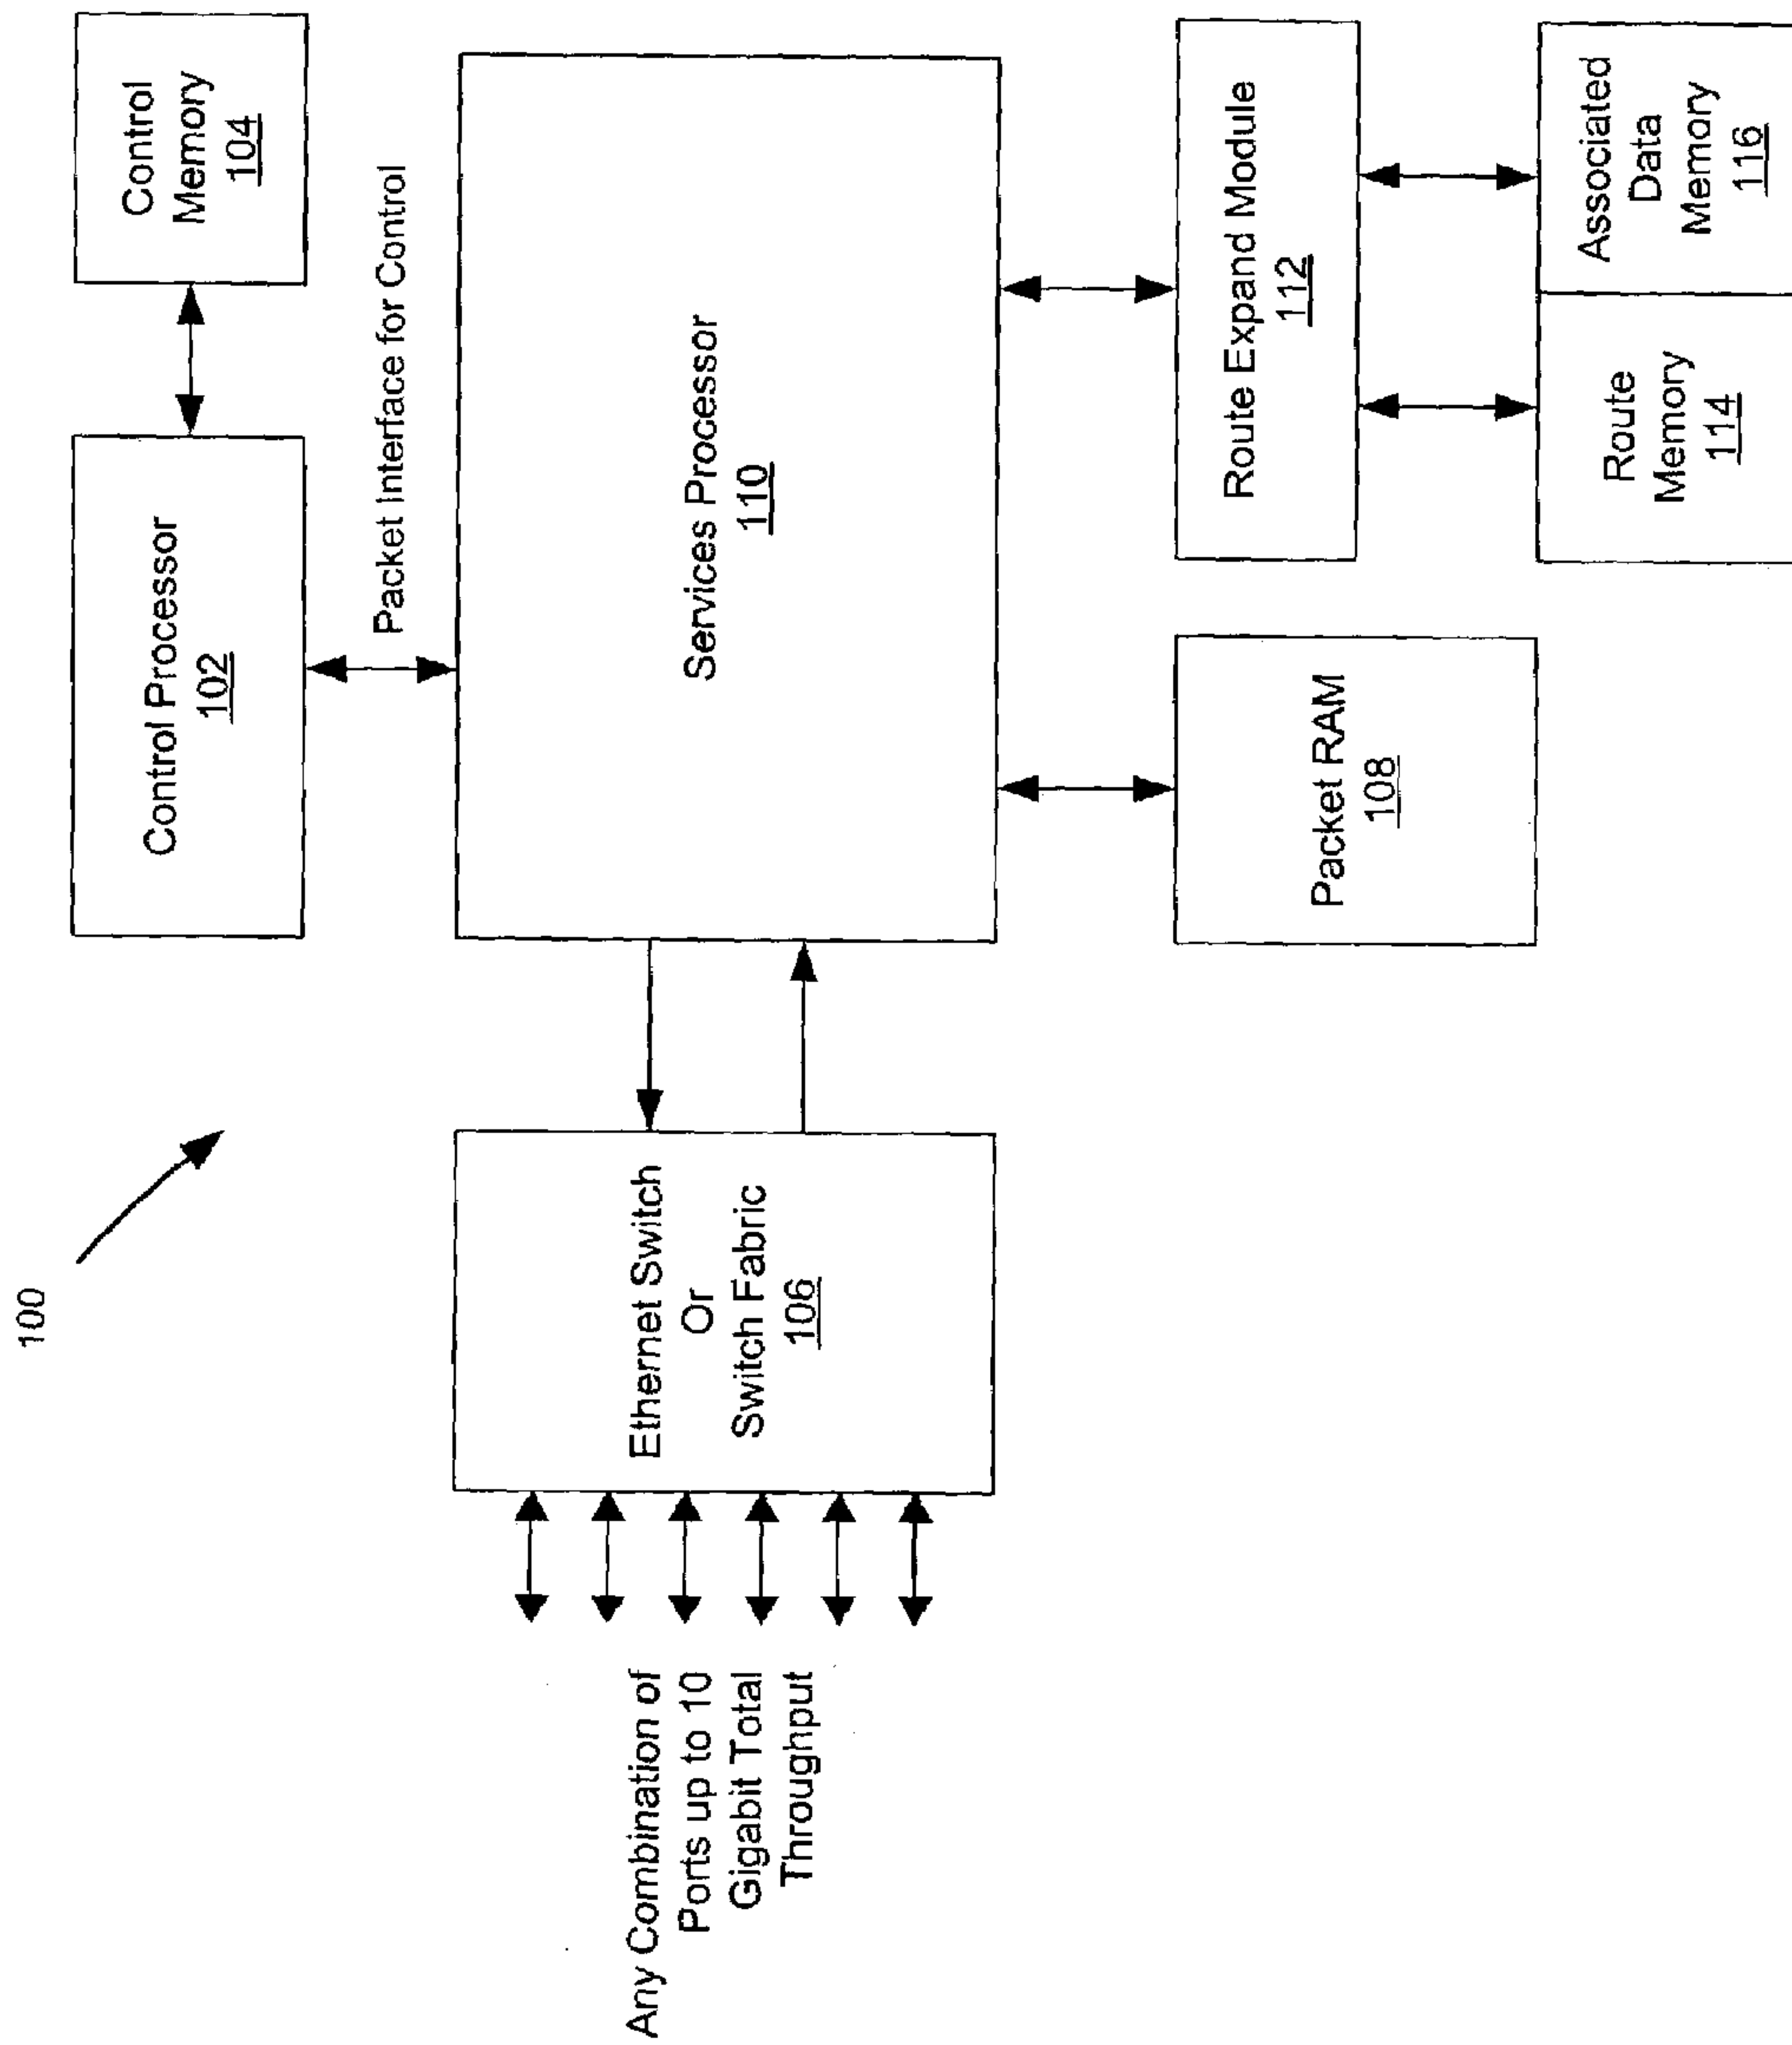 100
Control Processor
102
Control
Memory
104
Packet Interface for Control
Any Combination of
Ports up to 10
Gigabit Total
Throughput
Ethernet Switch
Or
Switch Fabric
106
Services Processor
110
Packet RAM
108
Route Expand Module
112
Route
Memory
114
Associated
Data
Memory
116